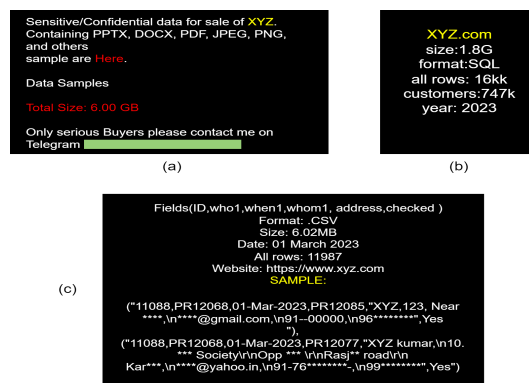 Sensitive/Confidential data for sale of XYZ.
Containing PPTX, DOCX, PDF, JPEG, PNG,
and others
sample are Here.
Data Samples
Total Size: 6.00 GB
Only serious Buyers please contact me on
Telegram
(a)
XYZ.com
size:1.8G
format:SQL
all rows: 16kk
customers:747k
year: 2023
(b)
Fields(ID,who1,when1,whom1, address,checked )
Format: .CSV
Size: 6.02MB
Date: 01 March 2023
All rows: 11987
Website: https://www.xyz.com
SAMPLE:
("11088,PR12068,01-Mar-2023,PR12085,"XYZ,123, Near
****,\n****@gmail.com,\n91--00000,\n96********",Yes
"),
("11088,PR12068,01-Mar-2023,PR12077,"XYZ kumar,\n10.
*** Society\r\nOpp *** \r\nRasj** road\r\n
Kar***,\n****@yahoo.in,\n91-76********-,\n99********",Yes")
(c)